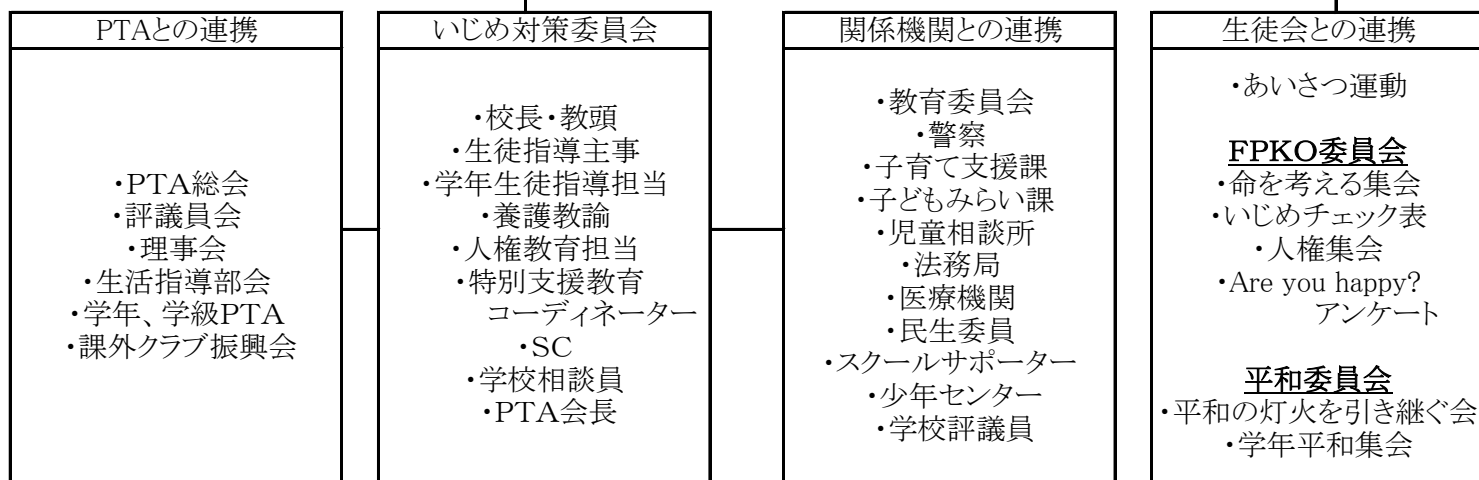 PTAとの連携
・PTA総会
・評議員会
・理事会
・生活指導部会
・学年、学級PTA
・課外クラブ振興会
いじめ対策委員会
・校長・教頭
・生徒指導主事
・学年生徒指導担当
・養護教諭
・人権教育担当
・特別支援教育
コーディネーター
・SC
・学校相談員
・PTA会長
関係機関との連携
・教育委員会
・警察
・子育て支援課
・子どもみらい課
・児童相談所
・法務局
・医療機関
・民生委員
・スクールサポーター
・少年センター
・学校評議員
生徒会との連携
・あいさつ運動
FPKO委員会
・命を考える集会
・いじめチェック表
・人権集会
・Are you happy?
アンケート
平和委員会
・平和の灯火を引き継ぐ会
・学年平和集会